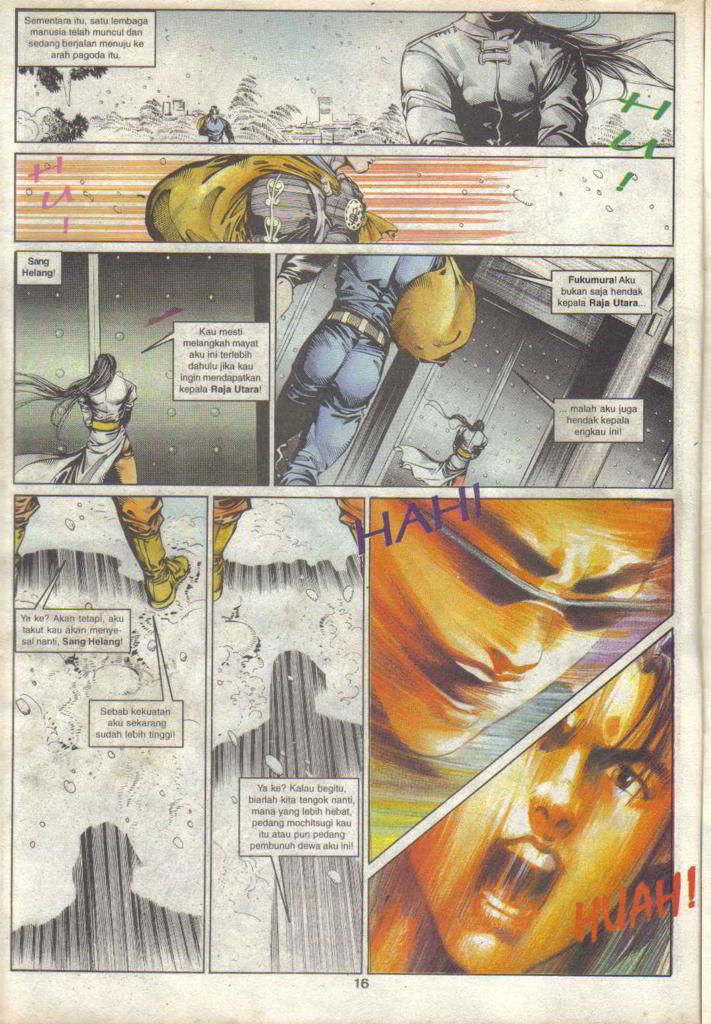 Sementara itu, satu lembaga
manusia telah muncul dan
sedang berjalan menuju ke
arah pagoda itu.
HU!
HU!
Sang
Helang!
Kau mesti
melangkah mayat
aku ini terlebih
dahulu jika kau
ingin mendapatkan
kepala Raja Utara!
Fukumura! Aku
bukan saja hendak
kepala Raja Utara...
... malah aku juga
hendak kepala
engkau ini!
Ya ke? Akan tetapi, aku
takut kau akan menye-
sal nanti, Sang Helang!
Sebab kekuatan
aku sekarang
sudah lebih tinggi!
Ya ke? Kalau begitu,
biarlah kita tengok nanti,
mana yang lebih hebat,
pedang mochitsugi kau
itu atau pun pedang
pembunuh dewa aku ini!
HAH!
HUAH!
16